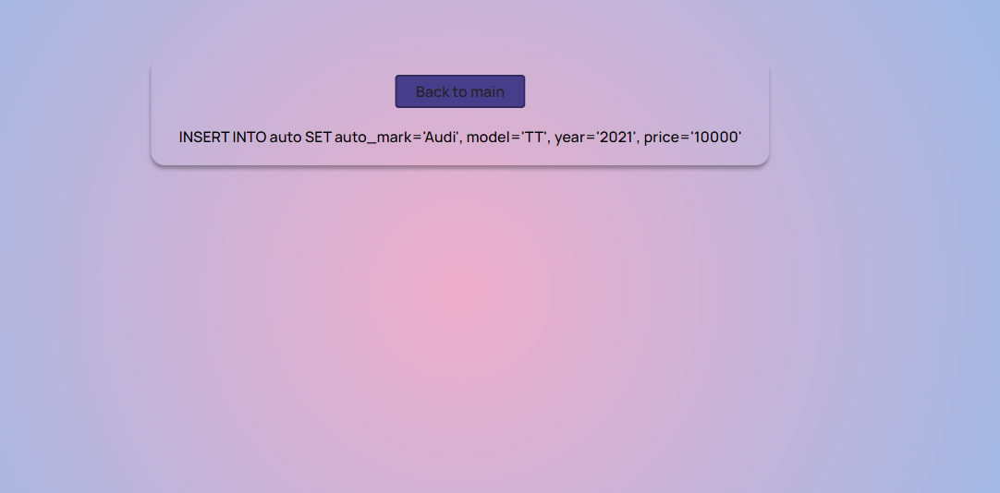 Back to main
INSERT INTO auto SET auto_mark='Audi', model='TT', year='2021', price='10000'